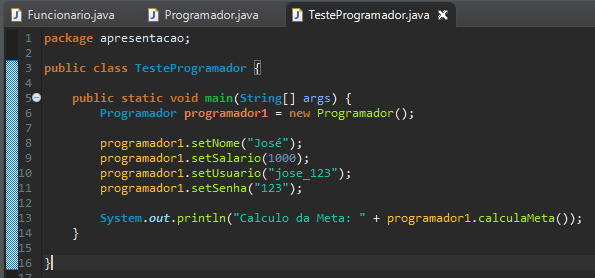 Funcionario.java Programador.java TesteProgramador.java
1 package apresentacao;
2
3 public class TesteProgramador {
4
5 public static void main(String[] args) {
6 Programador programador1 = new Programador();
7
8 programador1.setNome("José");
9 programador1.setSalario(1000);
10 programador1.setUsuario("jose_123");
11 programador1.setSenha("123");
12
13 System.out.println("Calculo da Meta: " + programador1.calculaMeta());
14 }
15
16 }
17